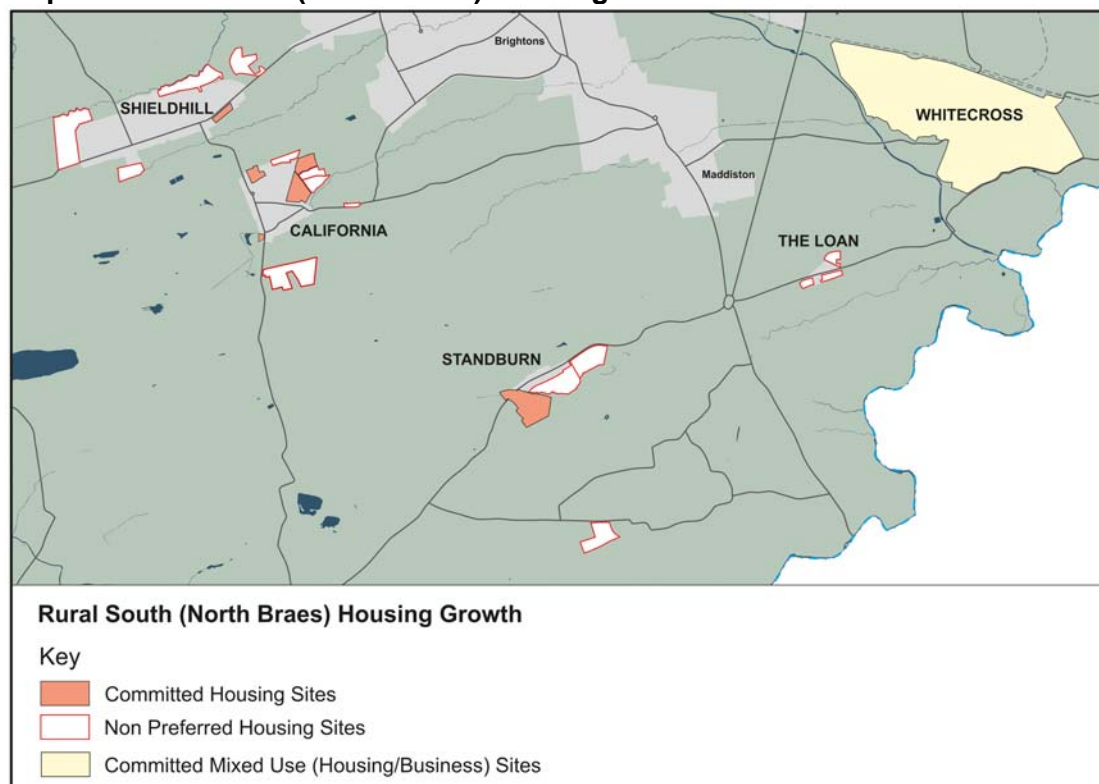 Brightons
SHIELDHILL
WHITECROSS
Maddiston
CALIFORNIA
THE LOAN
STANDBURN
Rural South (North Braes) Housing Growth
Key
Committed Housing Sites
Non Preferred Housing Sites
Committed Mixed Use (Housing/Business) Sites